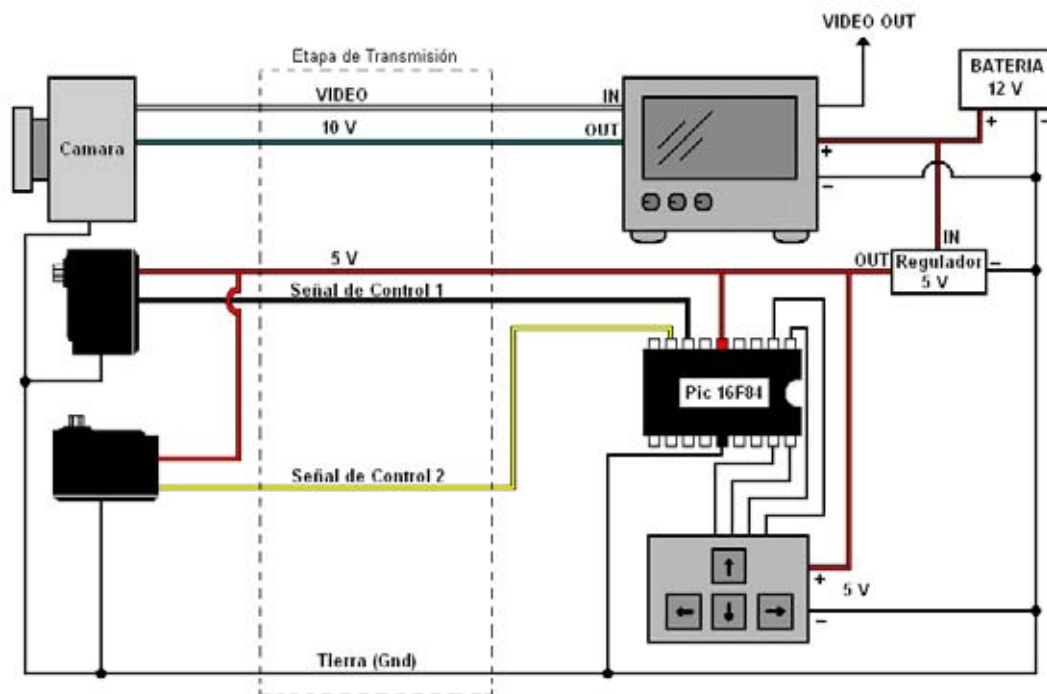 VIDEO OUT
Etapa de Transmisión
BATERIA
12 V
VIDEO
IN
+
−
10 V
OUT
Camara
+
−
IN
5 V
OUT
Regulador
5 V
−
Señal de Control 1
Pic 16F84
Señal de Control 2
+
5 V
−
Tierra (Gnd)